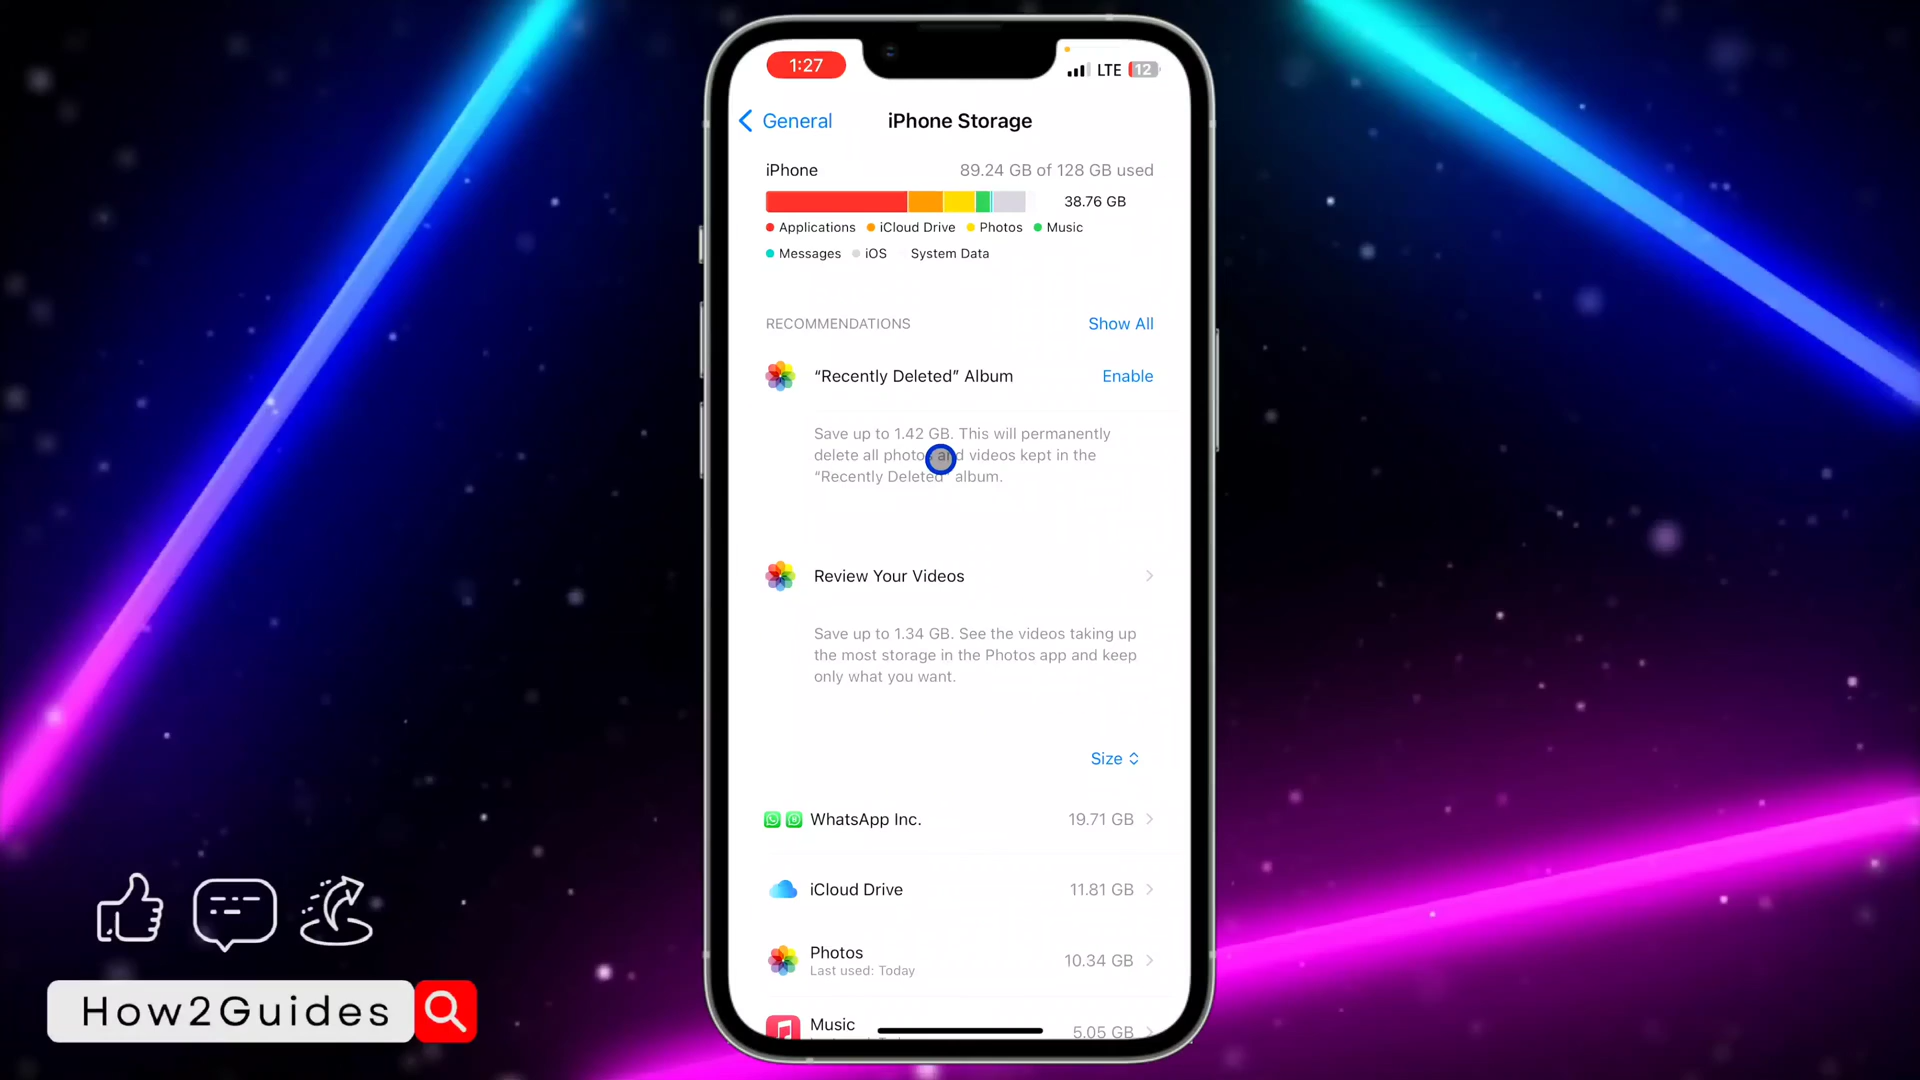 1:27
LTE 12
General
iPhone Storage
iPhone
89.24 GB of 128 GB used
38.76 GB
Applications iCloud Drive Photos Music
Messages iOS System Data
RECOMMENDATIONS
Show All
“Recently Deleted” Album
Enable
Save up to 1.42 GB. This will permanently
delete all photos and videos kept in the
“Recently Deleted” album.
Review Your Videos
Save up to 1.34 GB. See the videos taking up
the most storage in the Photos app and keep
only what you want.
Size
WhatsApp Inc.
19.71 GB
iCloud Drive
11.81 GB
Photos
Last used: Today
10.34 GB
Music
5.05 GB
How2Guides